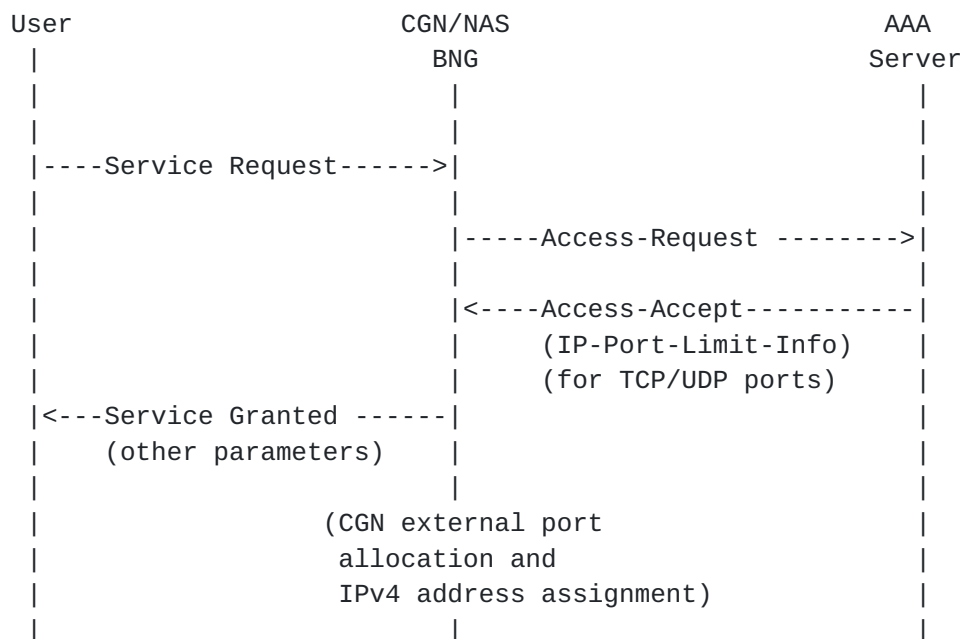 User                     CGN/NAS                        AAA
 |                         BNG                         Server
 |                           |                              |
 |                           |                              |
 |----Service Request------>|                              |
 |                           |                              |
 |                           |-----Access-Request -------->|
 |                           |                              |
 |                           |<----Access-Accept-----------|
 |                           |     (IP-Port-Limit-Info)    |
 |                           |     (for TCP/UDP ports)     |
 |<---Service Granted ------|                              |
 |    (other parameters)     |                              |
 |                           |                              |
 |                  (CGN external port                      |
 |                   allocation and                         |
 |                   IPv4 address assignment)               |
 |                           |                              |